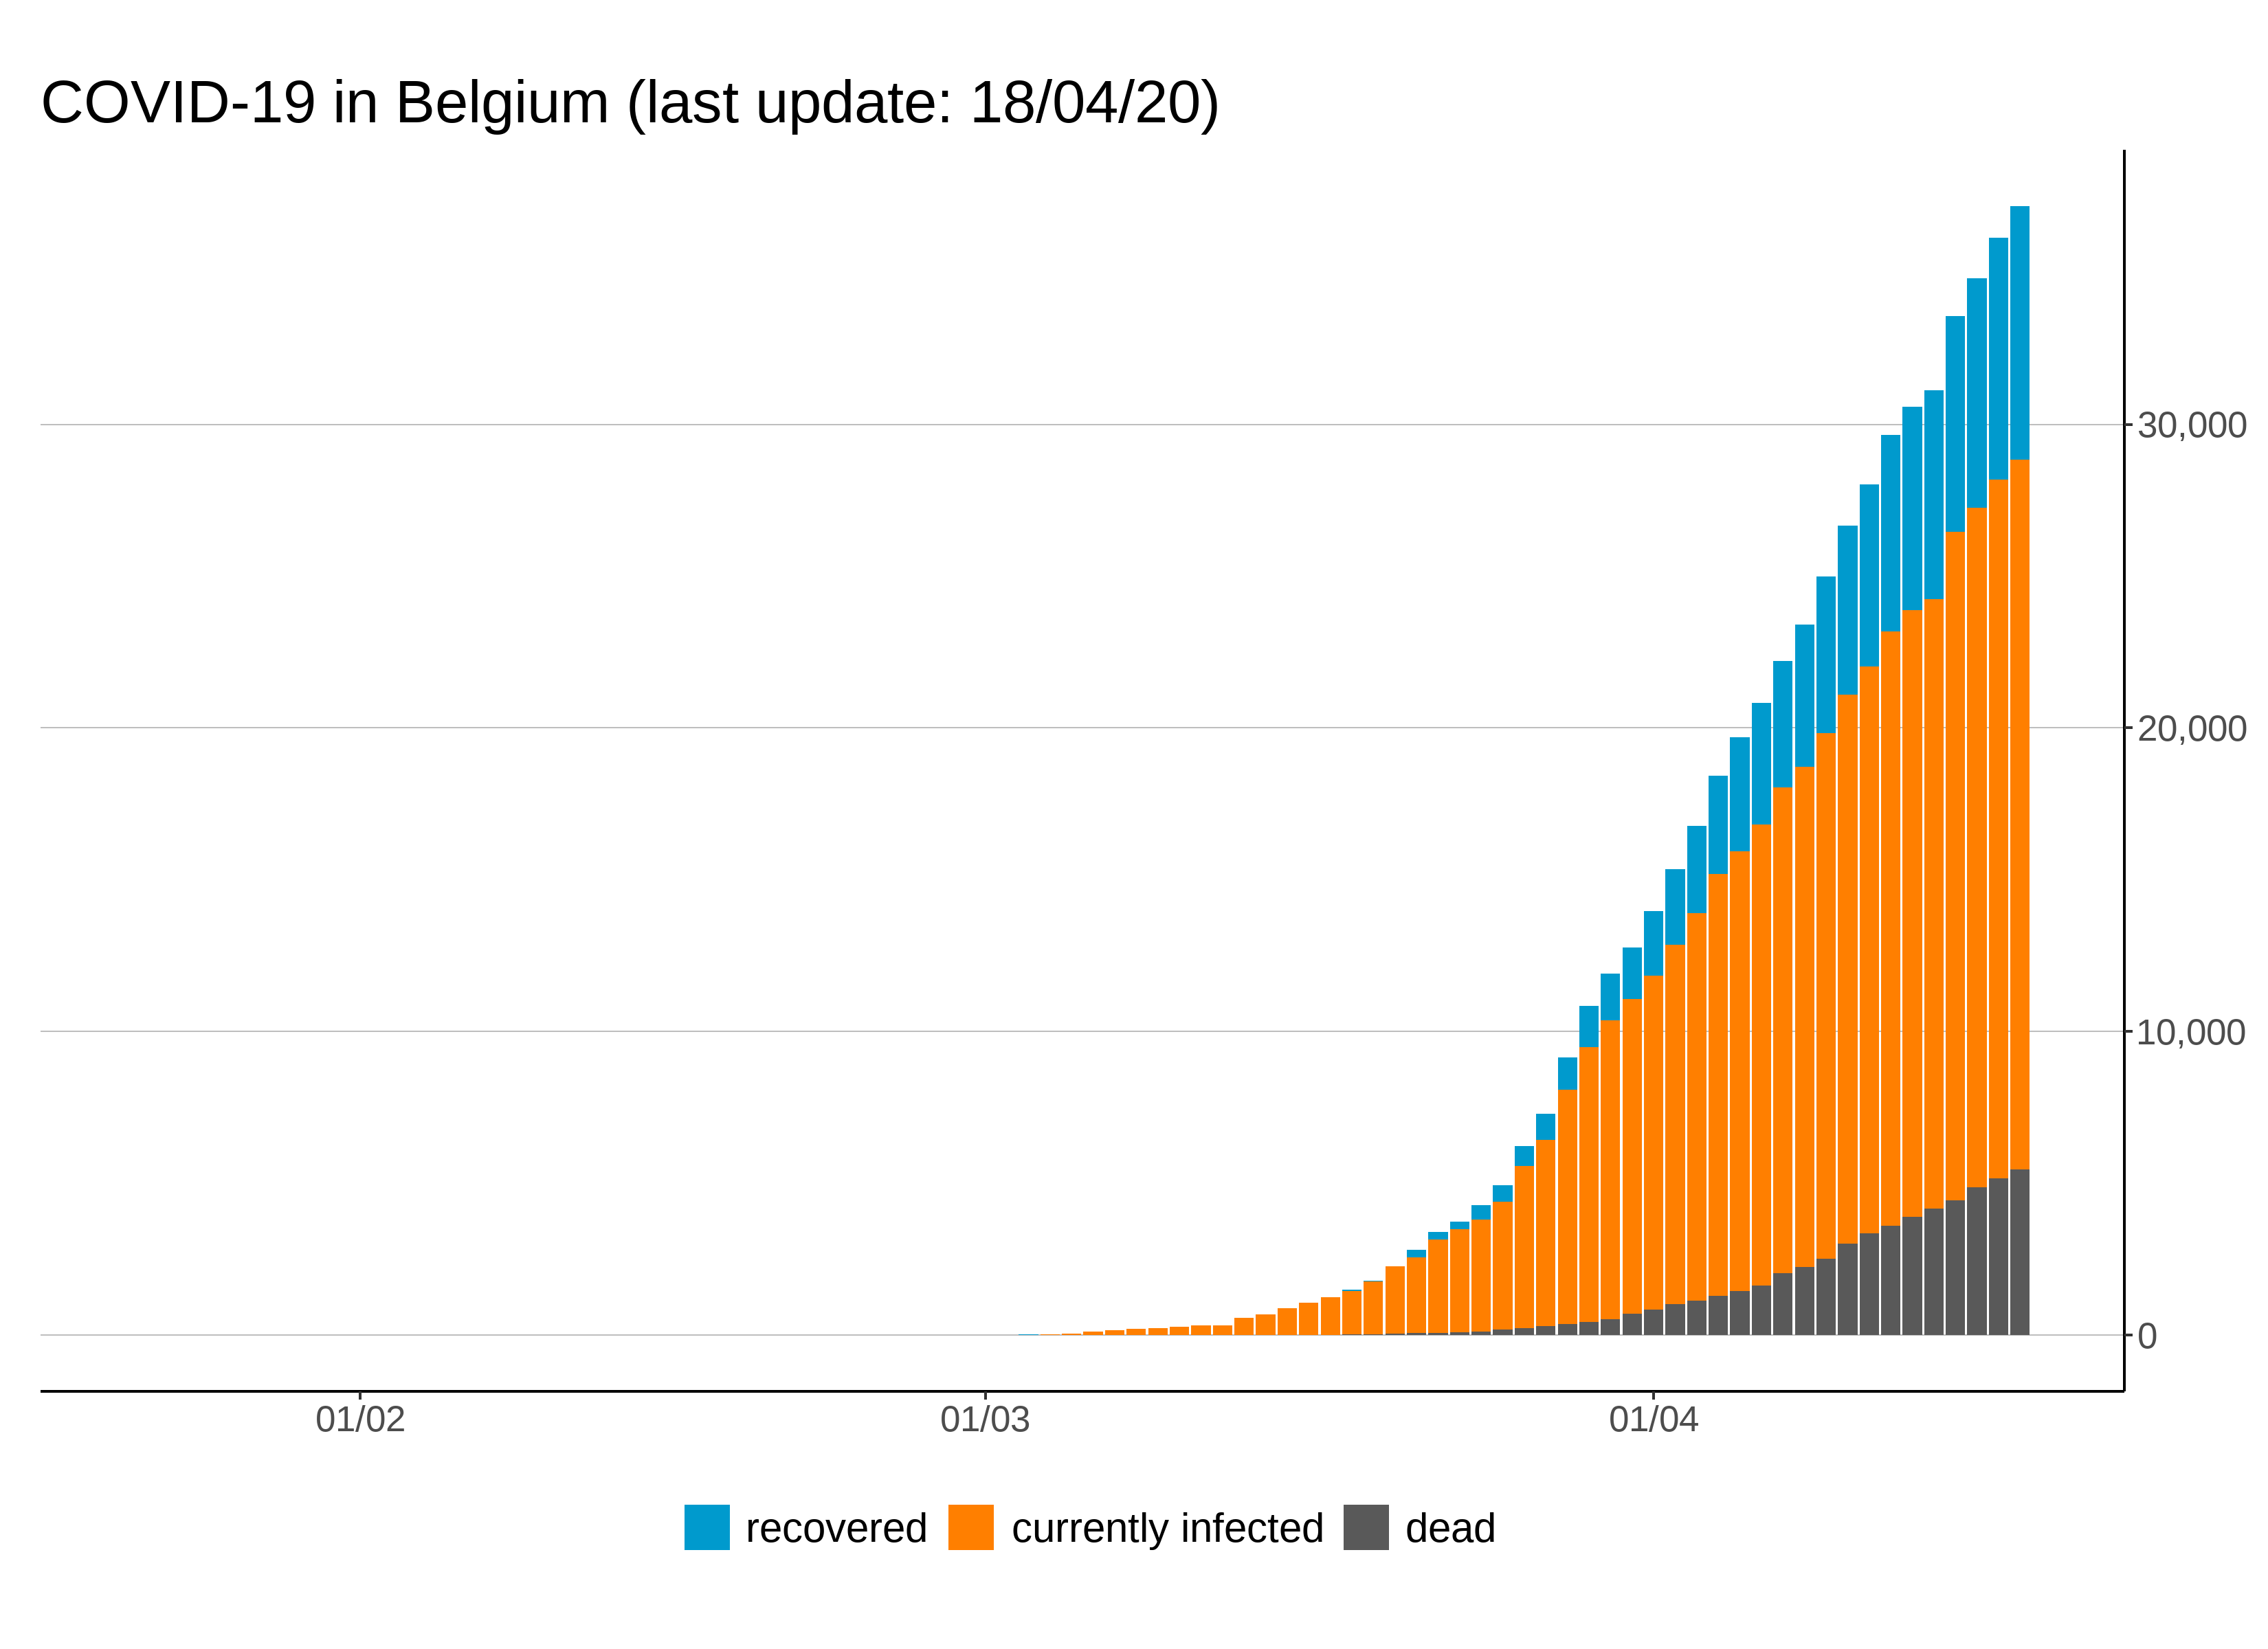 COVID-19 in Belgium (last update: 18/04/20)
30,000
20,000
10,000
0
01/02 01/03 01/04
recovered currently infected dead